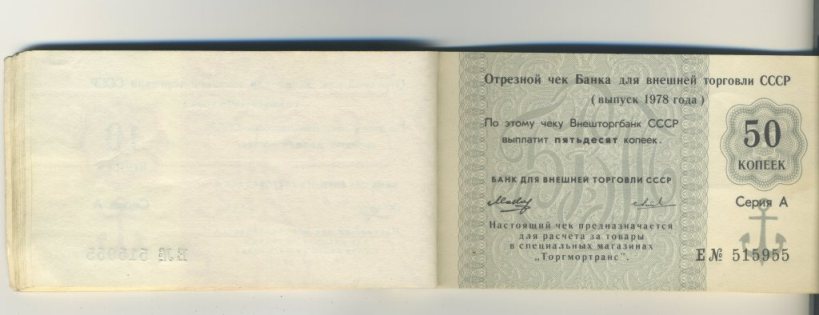 Отрезной чек Банка для внешней торговли СССР
( выпуск 1978 года )
По этому чеку Внешторгбанк СССР
выплатит пятьдесят копеек.
50
КОПЕЕК
БАНК ДЛЯ ВНЕШНЕЙ ТОРГОВЛИ СССР
Серия А
Настоящий чек предназначается
для расчета за товары
в специальных магазинах
„Торгмортранс".
Е № 515955